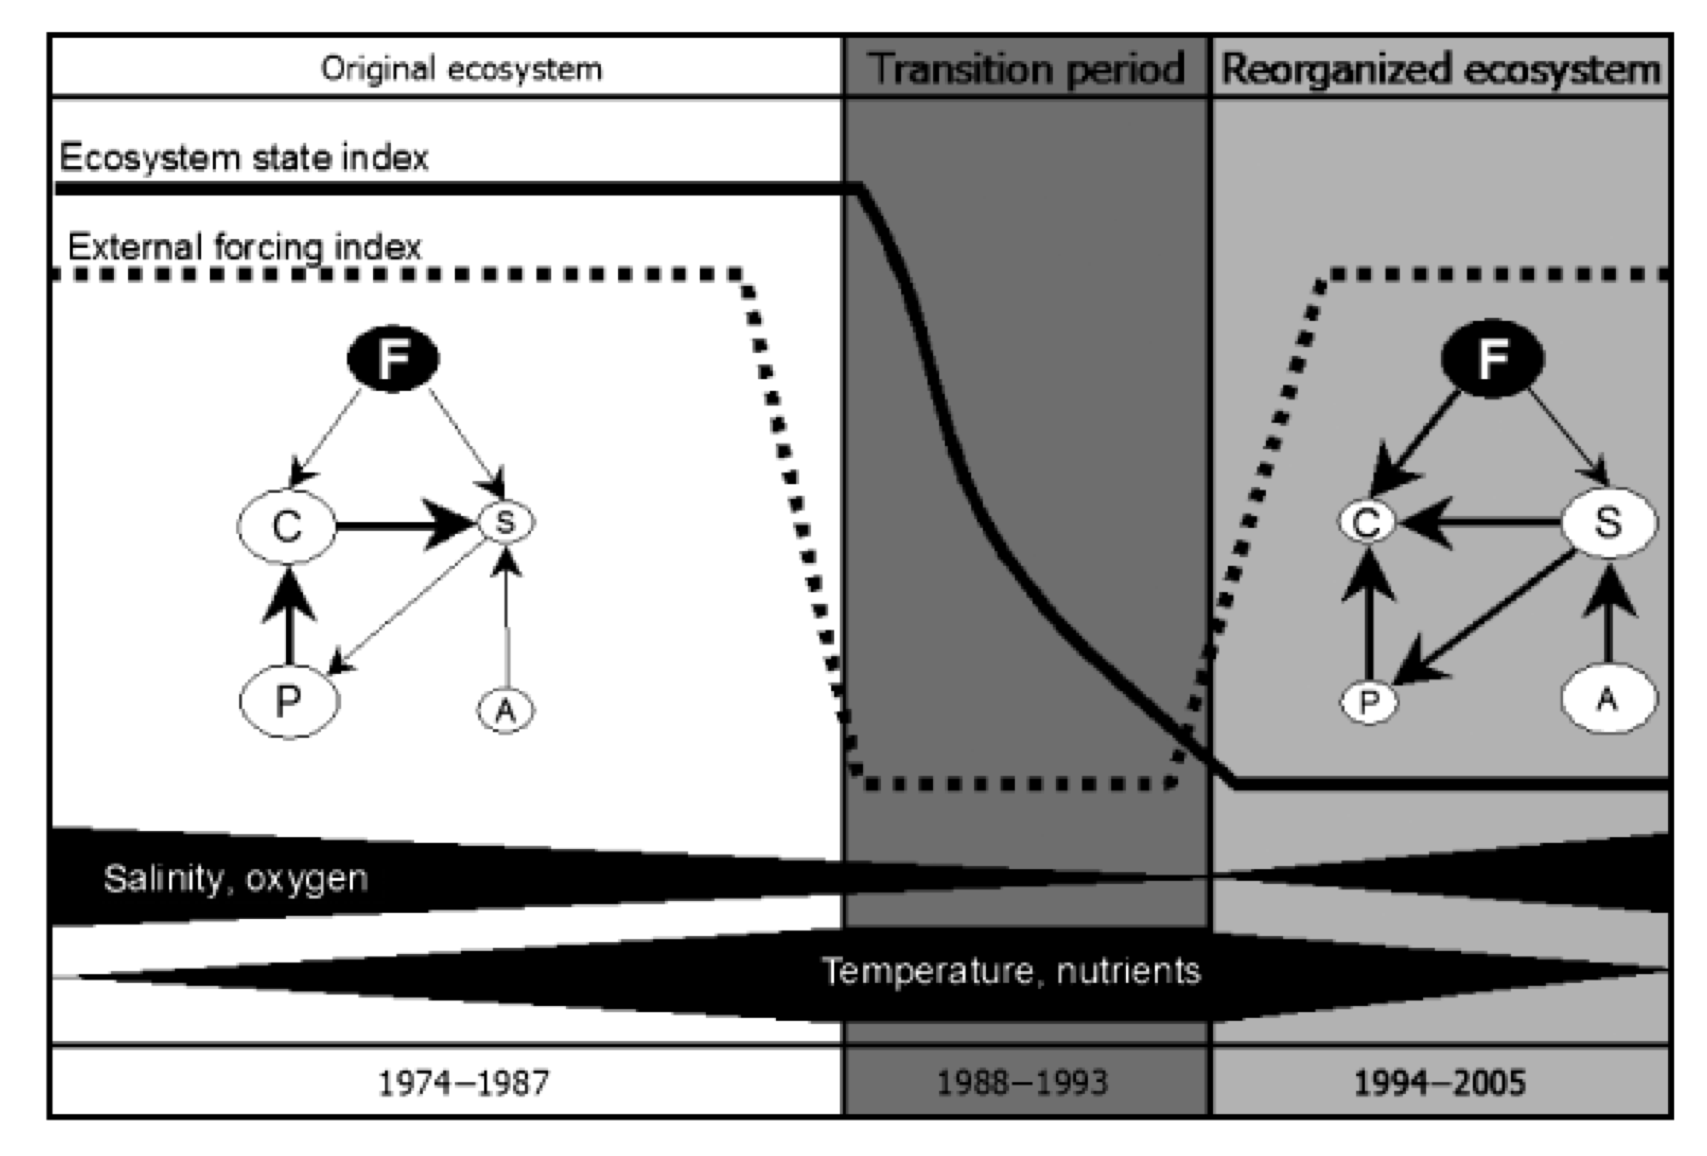 Original ecosystem
Transition period
Reorganized ecosystem
Ecosystem state index
External forcing index
F
C
S
P
A
F
C
S
P
A
Salinity, oxygen
Temperature, nutrients
1974–1987
1988–1993
1994–2005